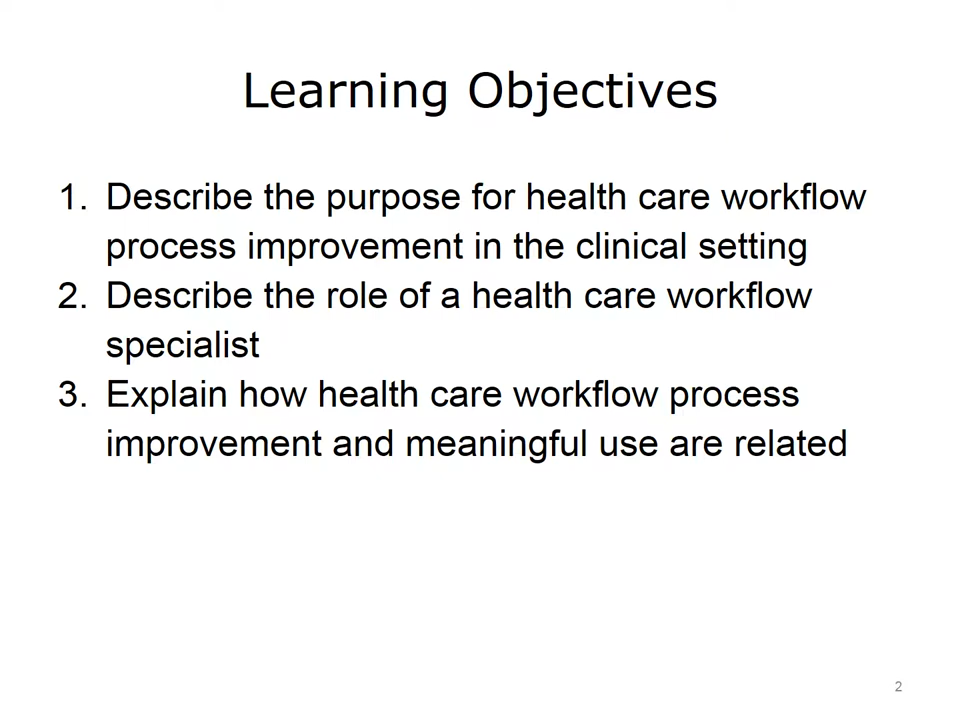 Learning Objectives
1. Describe the purpose for health care workflow
process improvement in the clinical setting
2. Describe the role of a health care workflow
specialist
3. Explain how health care workflow process
improvement and meaningful use are related
2